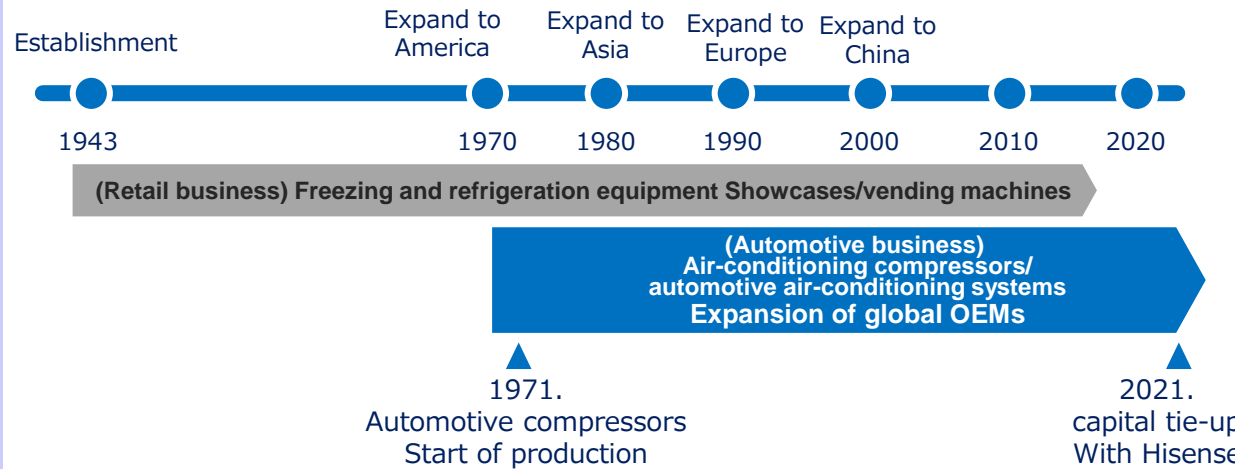 Establishment
Expand to
America
Expand to
Asia
Expand to
Europe
Expand to
China
1943
1970
1980
1990
2000
2010
2020
(Retail business) Freezing and refrigeration equipment Showcases/vending machines
(Automotive business)
Air-conditioning compressors/
automotive air-conditioning systems
Expansion of global OEMs
1971.
Automotive compressors
Start of production
2021.
capital tie-up
With Hisense